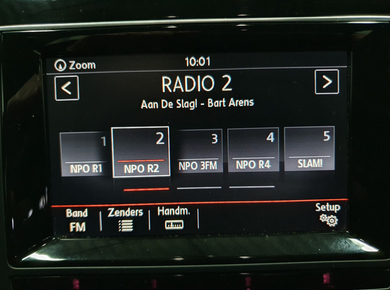 Zoom 10:01
RADIO 2
Aan De Slag! - Bart Arens
1 2 3 4 5
NPO R1 NPO R2 NPO 3FM NPO R4 SLAM!
Band Zenders Handm. Setup
FM